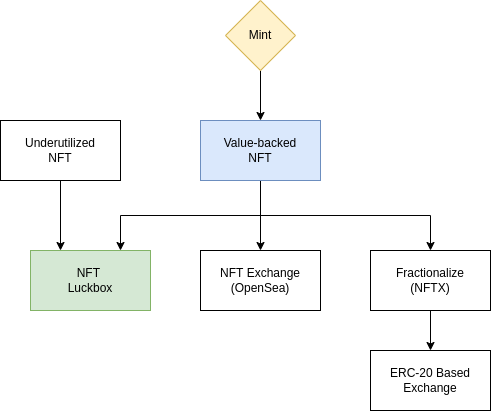 Mint
Underutilized
NFT
Value-backed
NFT
NFT
Luckbox
NFT Exchange
(OpenSea)
Fractionalize
(NFTX)
ERC-20 Based
Exchange